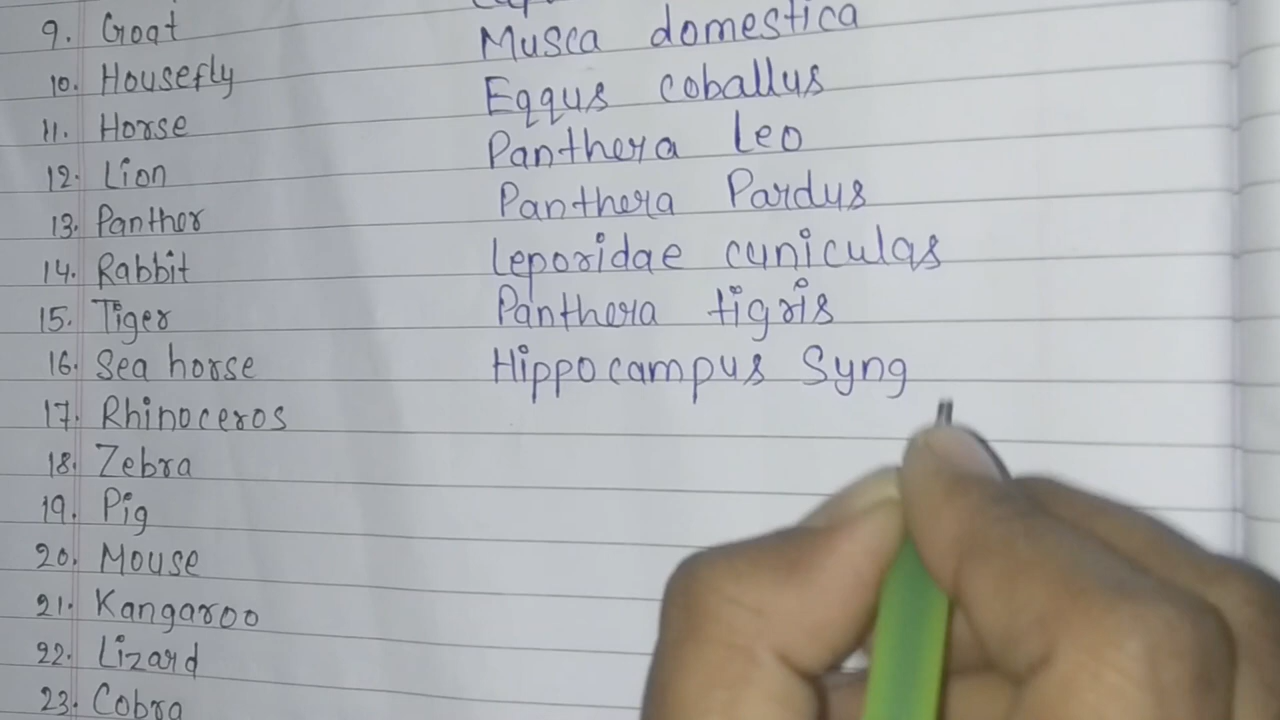 9. Goat
Musca domestica
10. Housefly
Eqqus coballus
11. Horse
Panthera Leo
12. Lion
Panthera Pardus
13. Panther
Leporidae cuniculas
14. Rabbit
Panthera tigris
15. Tiger
Hippocampus Syng
16. Sea horse
17. Rhinoceros
18. Zebra
19. Pig
20. Mouse
21. Kangaroo
22. Lizard
23. Cobra